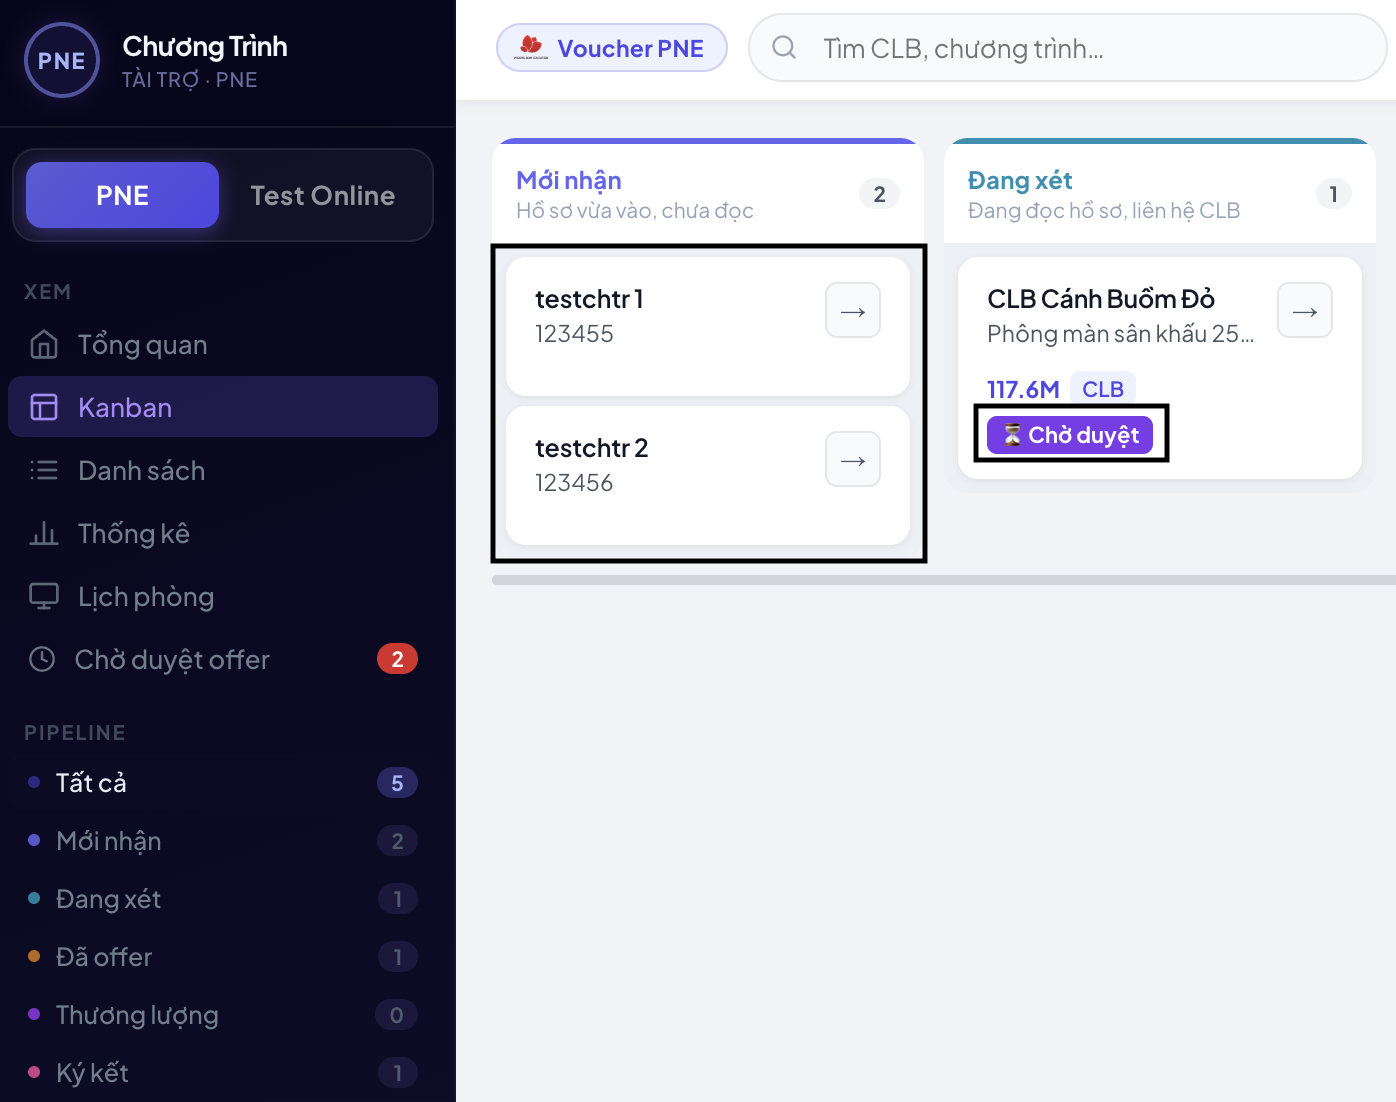 PNE
Chương Trình
TÀI TRỢ · PNE
PNE
Test Online
XEM
Tổng quan
Kanban
Danh sách
Thống kê
Lịch phòng
Chờ duyệt offer
2
PIPELINE
Tất cả
5
Mới nhận
2
Đang xét
1
Đã offer
1
Thương lượng
0
Ký kết
1
Voucher PNE
Tìm CLB, chương trình...
Mới nhận
Hồ sơ vừa vào, chưa đọc
2
testchtr 1
123455
→
testchtr 2
123456
→
Đang xét
Đang đọc hồ sơ, liên hệ CLB
1
CLB Cánh Buồm Đỏ
Phông màn sân khấu 25...
→
117.6M
CLB
⏳ Chờ duyệt